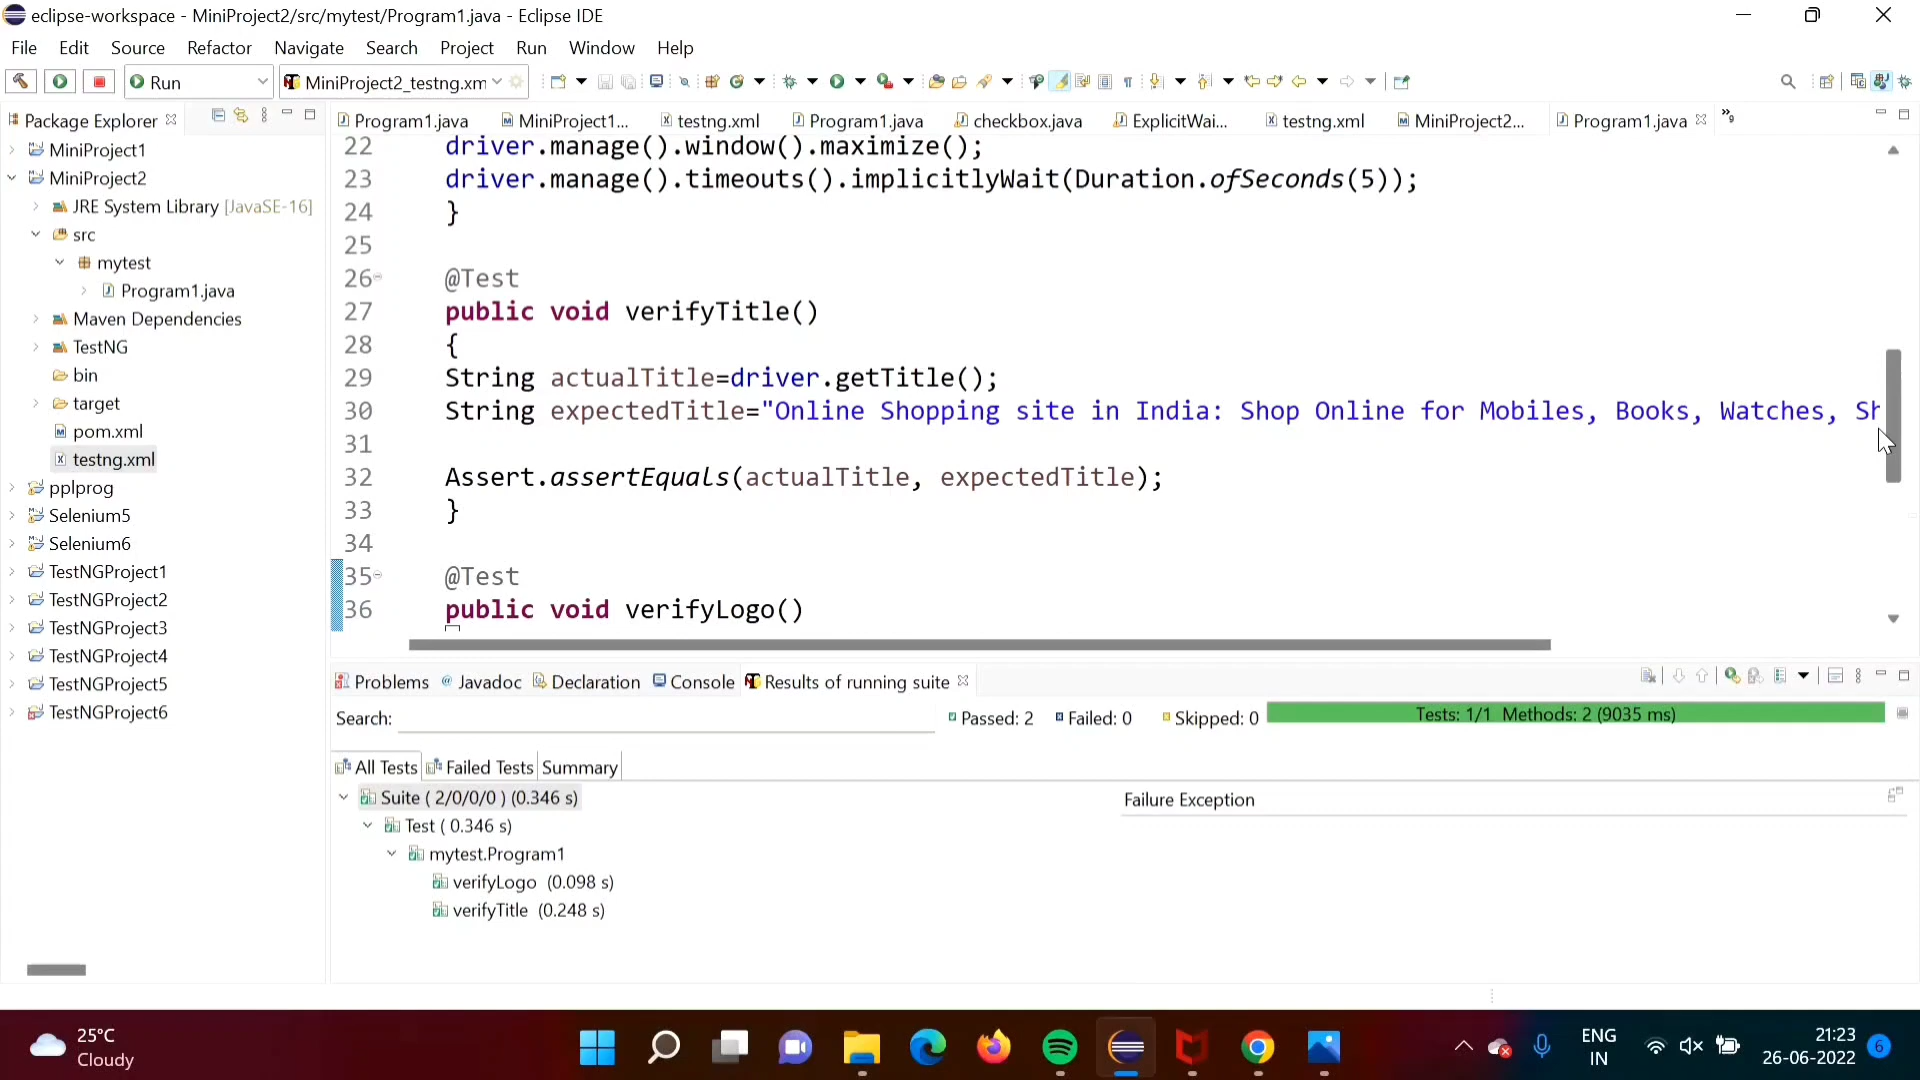 eclipse-workspace - MiniProject2/src/mytest/Program1.java - Eclipse IDE
File Edit Source Refactor Navigate Search Project Run Window Help
Run MiniProject2_testng.xm
Package Explorer
Program1.java MiniProject1... testng.xml Program1.java checkbox.java ExplicitWai... testng.xml MiniProject2... Program1.java »9
MiniProject1
MiniProject2
JRE System Library [JavaSE-16]
src
mytest
Program1.java
Maven Dependencies
TestNG
bin
target
pom.xml
testng.xml
pplprog
Selenium5
Selenium6
TestNGProject1
TestNGProject2
TestNGProject3
TestNGProject4
TestNGProject5
TestNGProject6
22 driver.manage().window().maximize();
23 driver.manage().timeouts().implicitlyWait(Duration.ofSeconds(5));
24 }
25
26 @Test
27 public void verifyTitle()
28 {
29 String actualTitle=driver.getTitle();
30 String expectedTitle="Online Shopping site in India: Shop Online for Mobiles, Books, Watches, Sh
31
32 Assert.assertEquals(actualTitle, expectedTitle);
33 }
34
35 @Test
36 public void verifyLogo()
Problems Javadoc Declaration Console Results of running suite
Search: Passed: 2 Failed: 0 Skipped: 0 Tests: 1/1 Methods: 2 (9035 ms)
All Tests Failed Tests Summary
Suite ( 2/0/0/0 ) (0.346 s)
Test ( 0.346 s)
mytest.Program1
verifyLogo (0.098 s)
verifyTitle (0.248 s)
Failure Exception
25°C
Cloudy
ENG
IN
21:23
26-06-2022
6